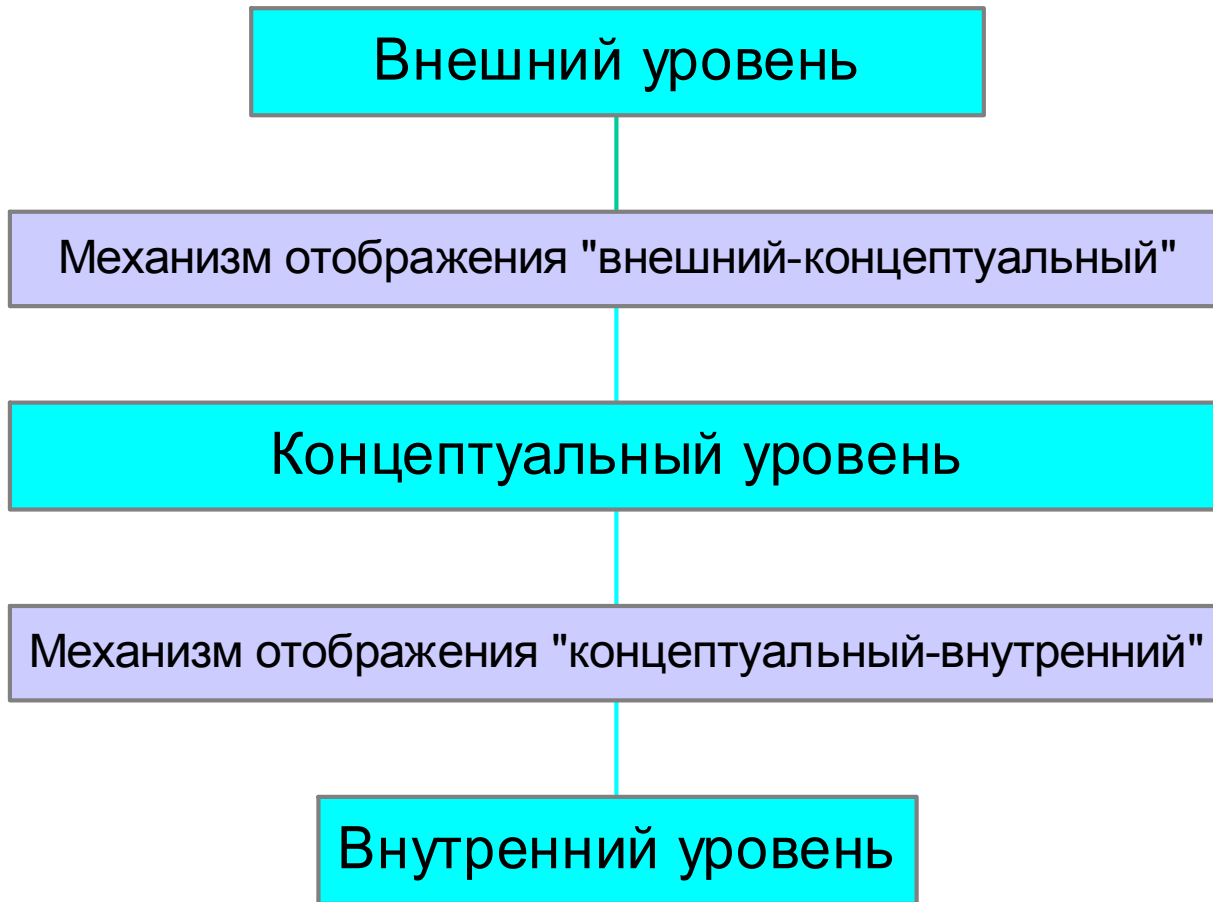 Внешний уровень
Механизм отображения "внешний-концептуальный"
Концептуальный уровень
Механизм отображения "концептуальный-внутренний"
Внутренний уровень